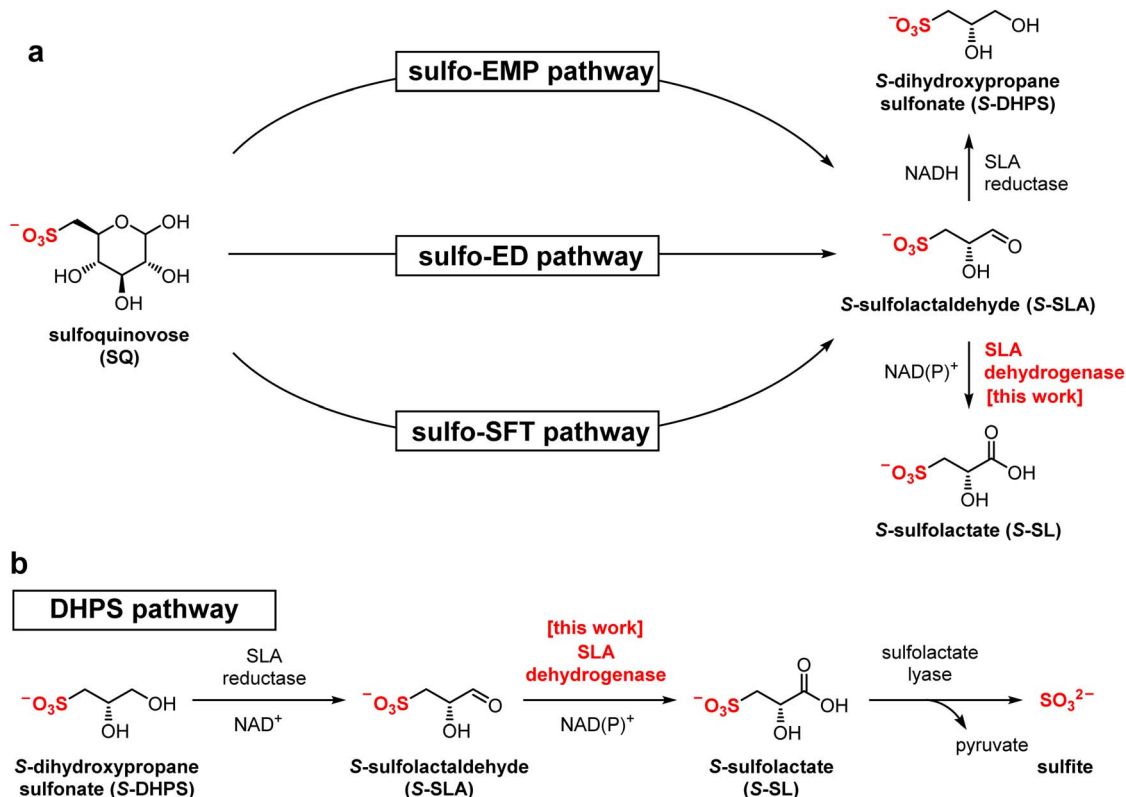 a
sulfo-EMP pathway
⁻O₃S
OH
OH
S-dihydroxypropane
sulfonate (S-DHPS)
NADH
SLA
reductase
⁻O₃S
O
OH
HO
OH
OH
sulfoquinovose
(SQ)
sulfo-ED pathway
⁻O₃S
O
OH
S-sulfolactaldehyde (S-SLA)
NAD(P)⁺
SLA
dehydrogenase
[this work]
sulfo-SFT pathway
⁻O₃S
O
OH
OH
S-sulfolactate (S-SL)
b
DHPS pathway
⁻O₃S
OH
OH
S-dihydroxypropane
sulfonate (S-DHPS)
SLA
reductase
NAD⁺
⁻O₃S
O
OH
S-sulfolactaldehyde
(S-SLA)
[this work]
SLA
dehydrogenase
NAD(P)⁺
⁻O₃S
O
OH
OH
S-sulfolactate
(S-SL)
sulfolactate
lyase
pyruvate
SO₃²⁻
sulfite